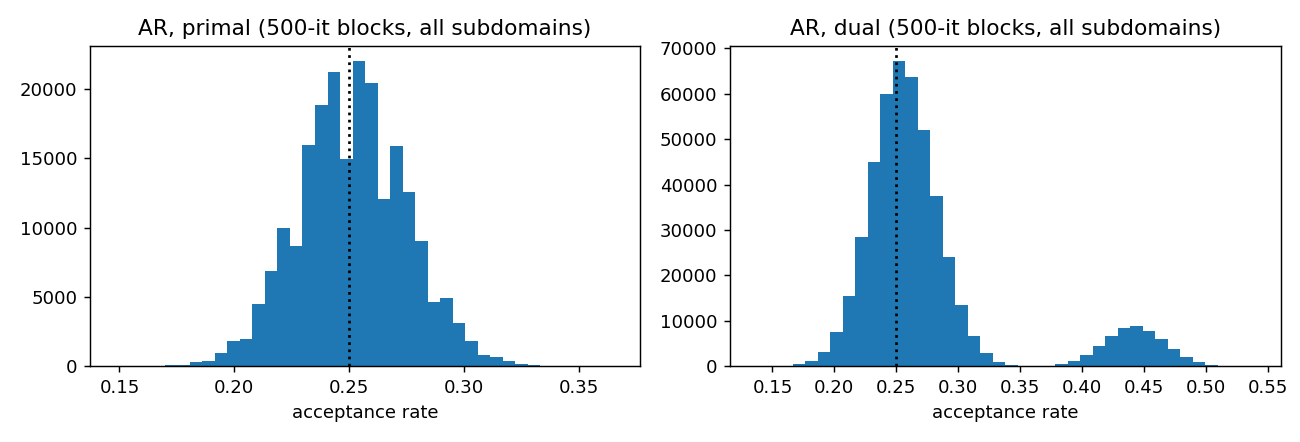 AR, primal (500-it blocks, all subdomains)
20000
15000
10000
5000
0
0.15 0.20 0.25 0.30 0.35
acceptance rate
AR, dual (500-it blocks, all subdomains)
70000
60000
50000
40000
30000
20000
10000
0
0.15 0.20 0.25 0.30 0.35 0.40 0.45 0.50 0.55
acceptance rate